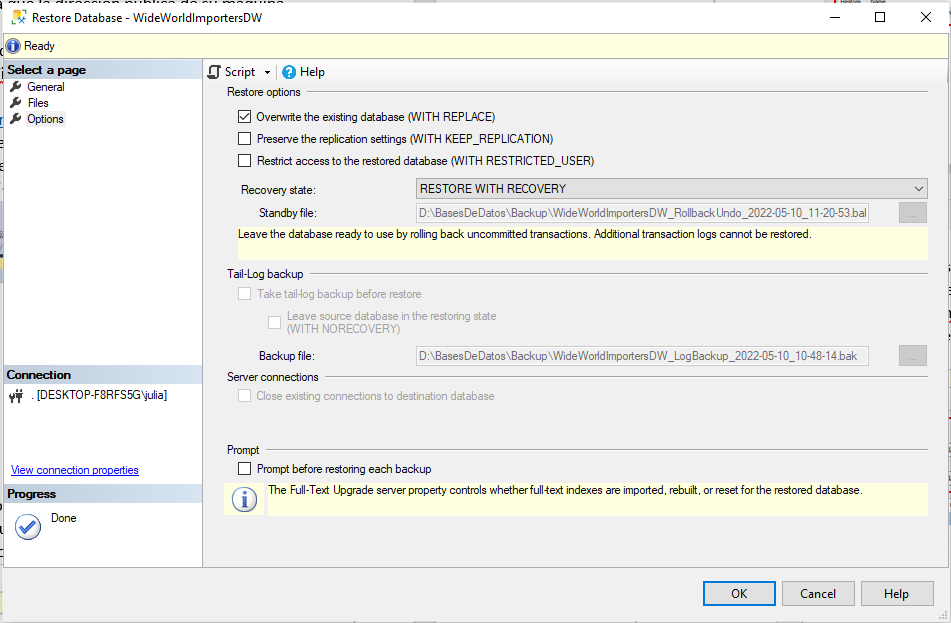 Restore Database - WideWorldImportersDW
Ready
Select a page
General
Files
Options
Script
Help
Restore options
Overwrite the existing database (WITH REPLACE)
Preserve the replication settings (WITH KEEP_REPLICATION)
Restrict access to the restored database (WITH RESTRICTED_USER)
Recovery state:
RESTORE WITH RECOVERY
Standby file:
D:\BasesDeDatos\Backup\WideWorldImportersDW_RollbackUndo_2022-05-10_11-20-53.bal
...
Leave the database ready to use by rolling back uncommitted transactions. Additional transaction logs cannot be restored.
Tail-Log backup
Take tail-log backup before restore
Leave source database in the restoring state
(WITH NORECOVERY)
Backup file:
D:\BasesDeDatos\Backup\WideWorldImportersDW_LogBackup_2022-05-10_10-48-14.bak
...
Server connections
Close existing connections to destination database
Prompt
Prompt before restoring each backup
The Full-Text Upgrade server property controls whether full-text indexes are imported, rebuilt, or reset for the restored database.
Connection
. [DESKTOP-F8RFS5G\julia]
View connection properties
Progress
Done
OK
Cancel
Help